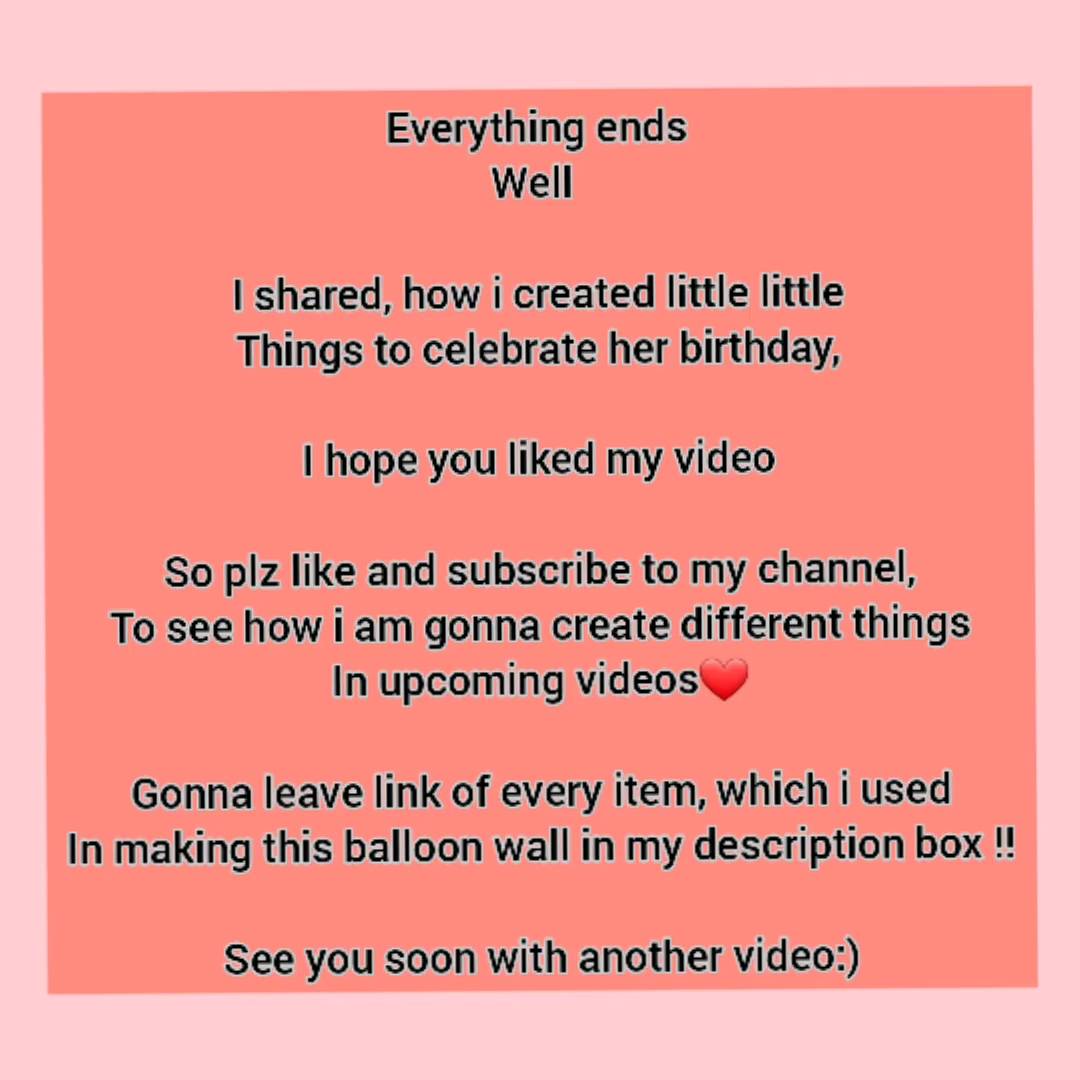 Everything ends
Well
I shared, how i created little little
Things to celebrate her birthday,
I hope you liked my video
So plz like and subscribe to my channel,
To see how i am gonna create different things
In upcoming videos❤️
Gonna leave link of every item, which i used
In making this balloon wall in my description box !!
See you soon with another video:)